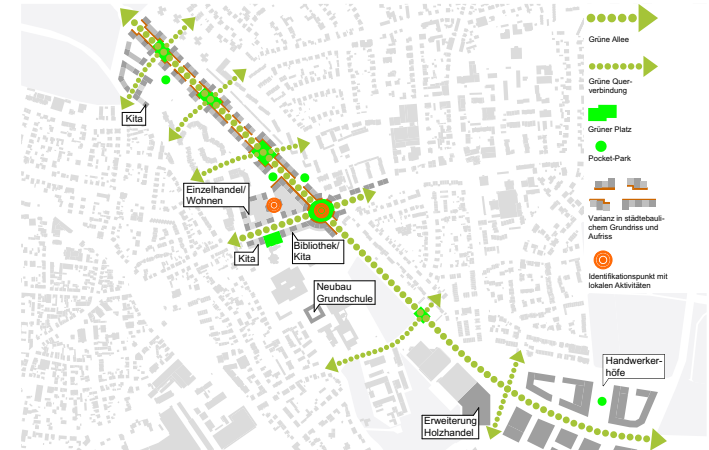 Kita
Einzelhandel/
Wohnen
Kita
Bibliothek/
Kita
Neubau
Grundschule
Erweiterung
Holzhandel
Handwerker-
höfe
Grüne Allee
Grüne Quer-
verbindung
Grüner Platz
Pocket-Park
Varianz in städtebauli-
chem Grundriss und
Aufriss
Identifikationspunkt mit
lokalen Aktivitäten